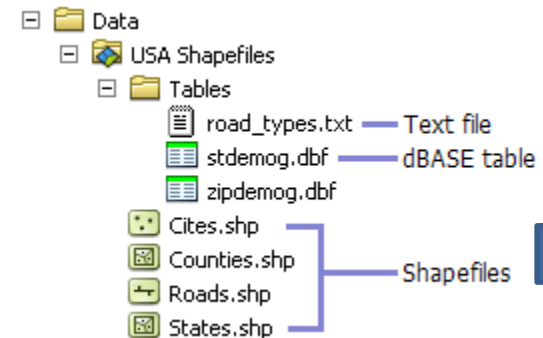 Data
USA Shapefiles
Tables
road_types.txt Text file
stdemog.dbf dBASE table
zipdemog.dbf
Cites.shp
Counties.shp
Shapefiles
Roads.shp
States.shp